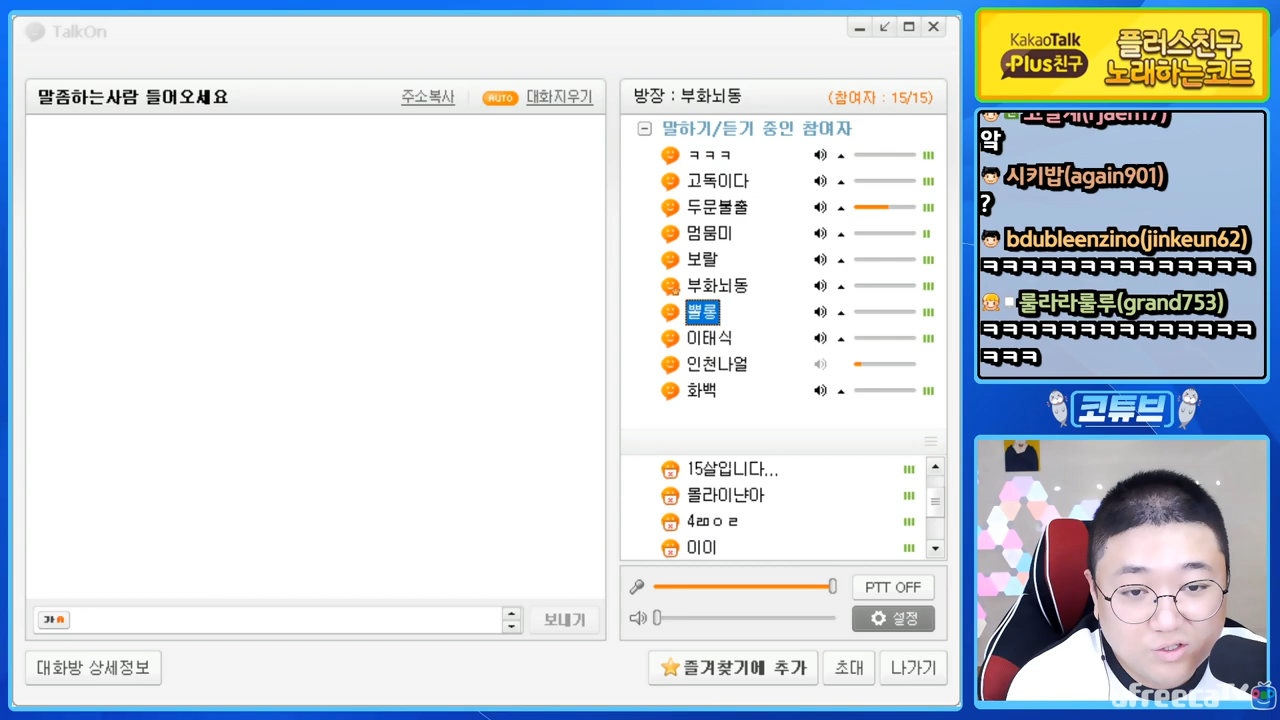 TalkOn
말좀하는사람 들어오세요
주소복사
AUTO 대화지우기
방장 : 부화뇌동
(참여자 : 15/15)
말하기/듣기 중인 참여자
ㅋㅋㅋ
고독이다
두문불출
멈뭄미
보랄
부화뇌동
뽈롱
이태식
인천나얼
화백
15살입니다...
몰라이냔아
이이
PTT OFF
설정
가A
보내기
대화방 상세정보
즐겨찾기에 추가
초대
나가기
KakaoTalk
Plus친구
플러스친구
노래하는코트
앜
시키밥(again901)
?
bdubleenzino(jinkeun62)
ㅋㅋㅋㅋㅋㅋㅋㅋㅋㅋㅋㅋㅋ
룰라라룰루(grand753)
ㅋㅋㅋㅋㅋㅋㅋㅋㅋㅋㅋㅋㅋ
ㅋㅋㅋ
코튜브
afreecaTV